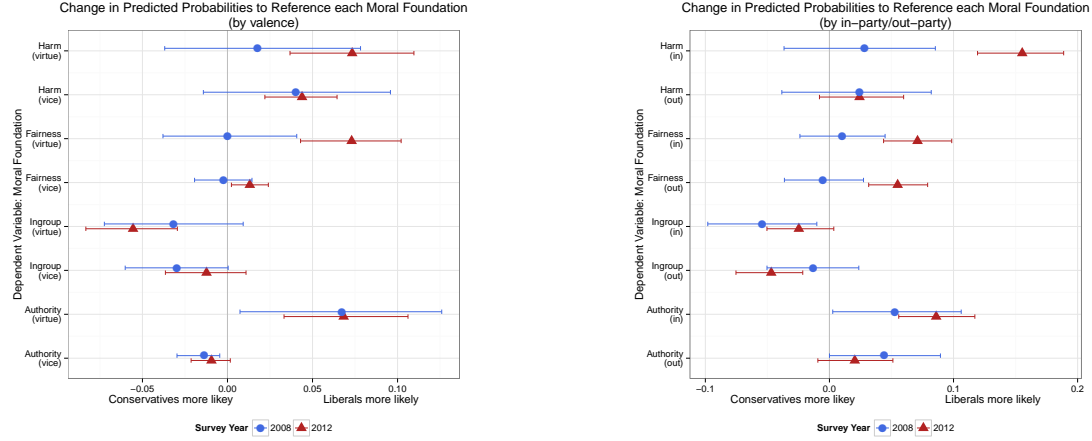 Change in Predicted Probabilities to Reference each Moral Foundation
(by valence)
Dependent Variable: Moral Foundation
Harm
(virtue)
Harm
(vice)
Fairness
(virtue)
Fairness
(vice)
Ingroup
(virtue)
Ingroup
(vice)
Authority
(virtue)
Authority
(vice)
−0.05 0.00 0.05 0.10
Conservatives more likey Liberals more likely
Survey Year 2008 2012
Change in Predicted Probabilities to Reference each Moral Foundation
(by in−party/out−party)
Dependent Variable: Moral Foundation
Harm
(in)
Harm
(out)
Fairness
(in)
Fairness
(out)
Ingroup
(in)
Ingroup
(out)
Authority
(in)
Authority
(out)
−0.1 0.0 0.1 0.2
Conservatives more likey Liberals more likely
Survey Year 2008 2012